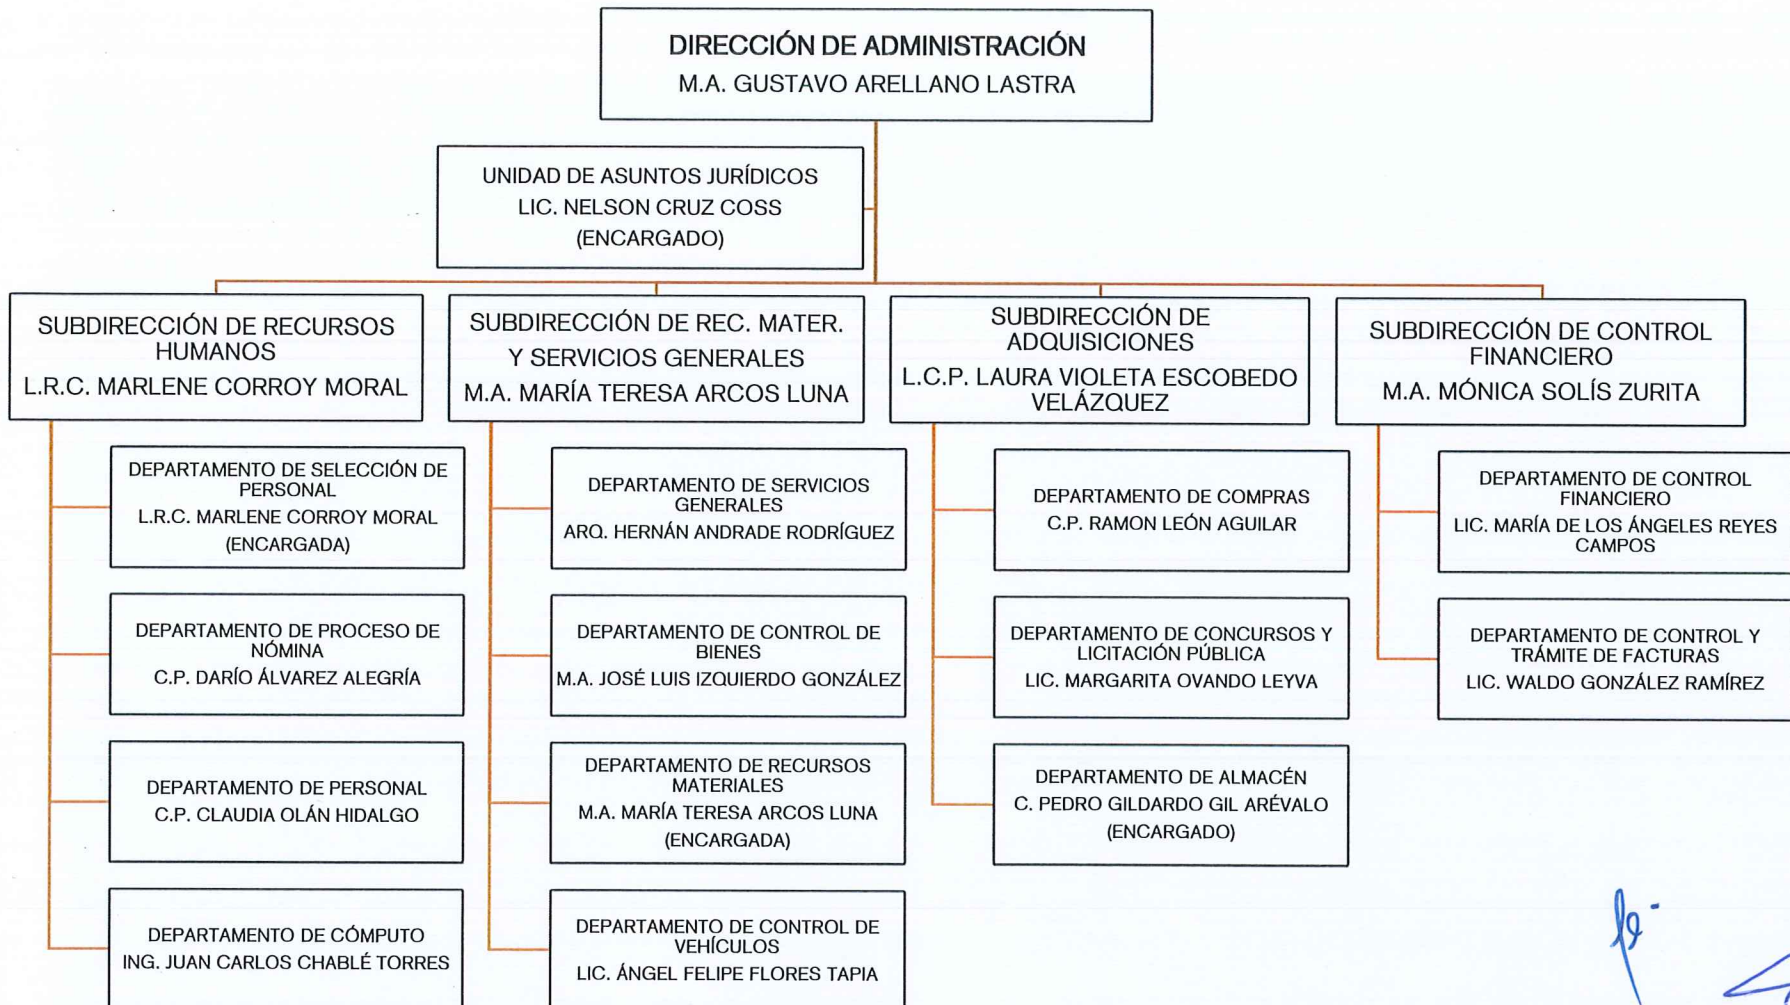 DIRECCIÓN DE ADMINISTRACIÓN
M.A. GUSTAVO ARELLANO LASTRA
UNIDAD DE ASUNTOS JURÍDICOS
LIC. NELSON CRUZ COSS
(ENCARGADO)
SUBDIRECCIÓN DE RECURSOS
HUMANOS
L.R.C. MARLENE CORROY MORAL
SUBDIRECCIÓN DE REC. MATER.
Y SERVICIOS GENERALES
M.A. MARÍA TERESA ARCOS LUNA
SUBDIRECCIÓN DE
ADQUISICIONES
L.C.P. LAURA VIOLETA ESCOBEDO
VELÁZQUEZ
SUBDIRECCIÓN DE CONTROL
FINANCIERO
M.A. MÓNICA SOLÍS ZURITA
DEPARTAMENTO DE SELECCIÓN DE
PERSONAL
L.R.C. MARLENE CORROY MORAL
(ENCARGADA)
DEPARTAMENTO DE PROCESO DE
NÓMINA
C.P. DARÍO ÁLVAREZ ALEGRÍA
DEPARTAMENTO DE PERSONAL
C.P. CLAUDIA OLÁN HIDALGO
DEPARTAMENTO DE CÓMPUTO
ING. JUAN CARLOS CHABLÉ TORRES
DEPARTAMENTO DE SERVICIOS
GENERALES
ARQ. HERNÁN ANDRADE RODRÍGUEZ
DEPARTAMENTO DE CONTROL DE
BIENES
M.A. JOSÉ LUIS IZQUIERDO GONZÁLEZ
DEPARTAMENTO DE RECURSOS
MATERIALES
M.A. MARÍA TERESA ARCOS LUNA
(ENCARGADA)
DEPARTAMENTO DE CONTROL DE
VEHÍCULOS
LIC. ÁNGEL FELIPE FLORES TAPIA
DEPARTAMENTO DE COMPRAS
C.P. RAMON LEÓN AGUILAR
DEPARTAMENTO DE CONCURSOS Y
LICITACIÓN PÚBLICA
LIC. MARGARITA OVANDO LEYVA
DEPARTAMENTO DE ALMACÉN
C. PEDRO GILDARDO GIL ARÉVALO
(ENCARGADO)
DEPARTAMENTO DE CONTROL
FINANCIERO
LIC. MARÍA DE LOS ÁNGELES REYES
CAMPOS
DEPARTAMENTO DE CONTROL Y
TRÁMITE DE FACTURAS
LIC. WALDO GONZÁLEZ RAMÍREZ